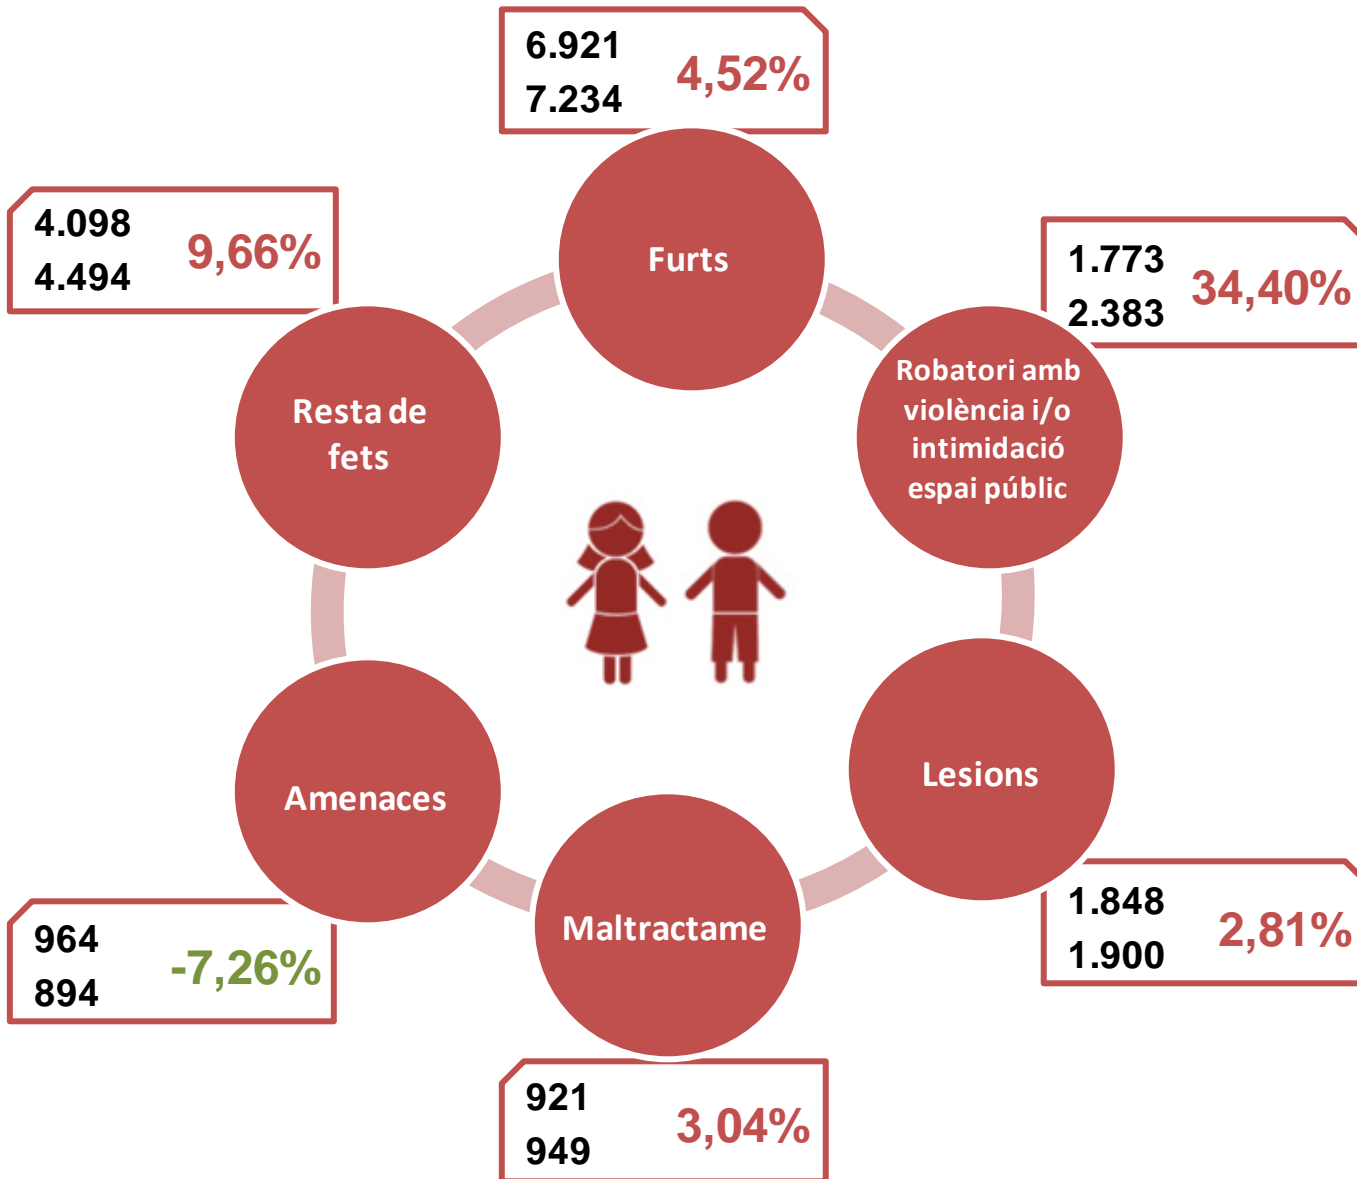 6.921
7.234
4,52%
Furts
4.098
4.494
9,66%
Resta de
fets
1.773
2.383
34,40%
Robatori amb
violència i/o
intimidació
espai públic
Lesions
1.848
1.900
2,81%
Amenaces
964
894
-7,26%
Maltractame
921
949
3,04%